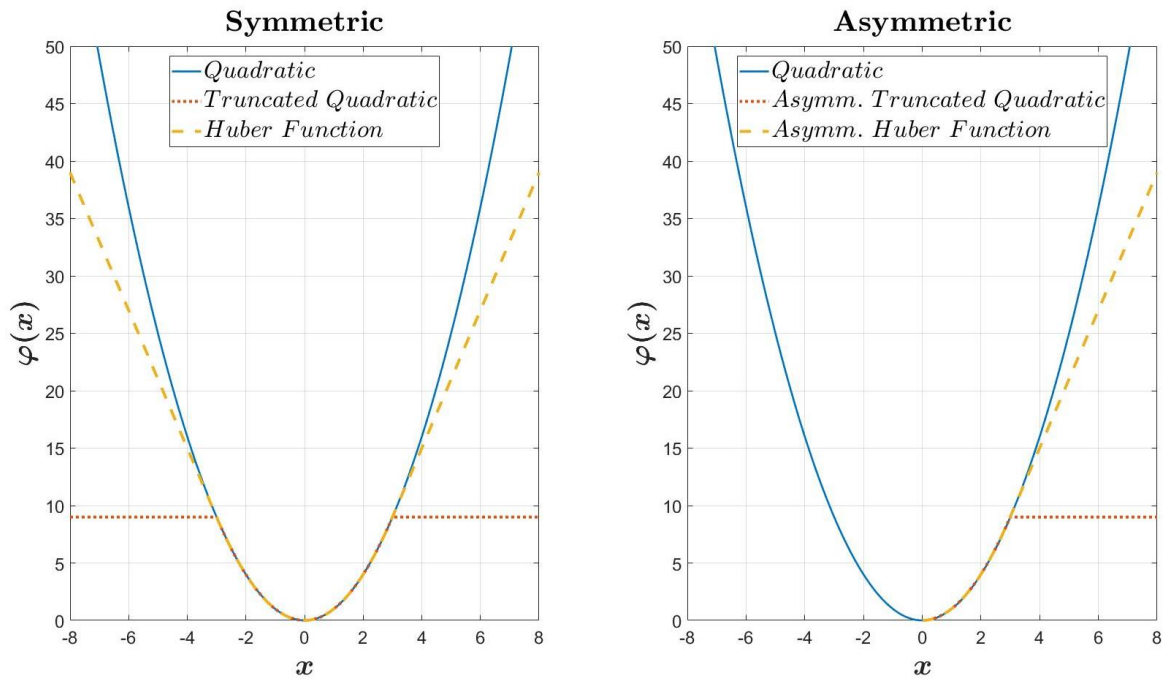 Symmetric
50
45
40
35
30
25
20
15
10
5
0
φ(x)
-8 -6 -4 -2 0 2 4 6 8
x
Quadratic
Truncated Quadratic
Huber Function
Asymmetric
50
45
40
35
30
25
20
15
10
5
0
φ(x)
-8 -6 -4 -2 0 2 4 6 8
x
Quadratic
Asymm. Truncated Quadratic
Asymm. Huber Function